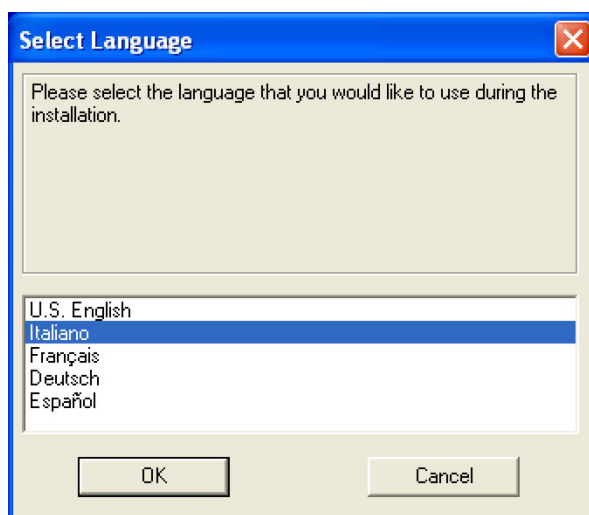 Select Language
Please select the language that you would like to use during the
installation.
U.S. English
Italiano
Français
Deutsch
Español
OK
Cancel